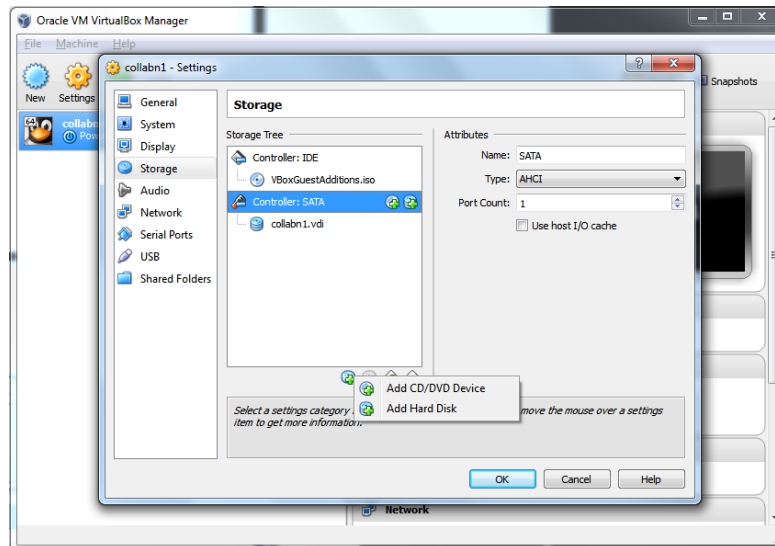 Oracle VM VirtualBox Manager
File Machine Help
collabn1 - Settings
New Settings
Snapshots
64 collabn
Pow
General
System
Display
Storage
Audio
Network
Serial Ports
USB
Shared Folders
Storage
Storage Tree
Controller: IDE
VBoxGuestAdditions.iso
Controller: SATA
collabn1.vdi
Attributes
Name: SATA
Type: AHCI
Port Count: 1
Use host I/O cache
Add CD/DVD Device
Add Hard Disk
Select a settings category move the mouse over a settings
item to get more information.
OK Cancel Help
Network